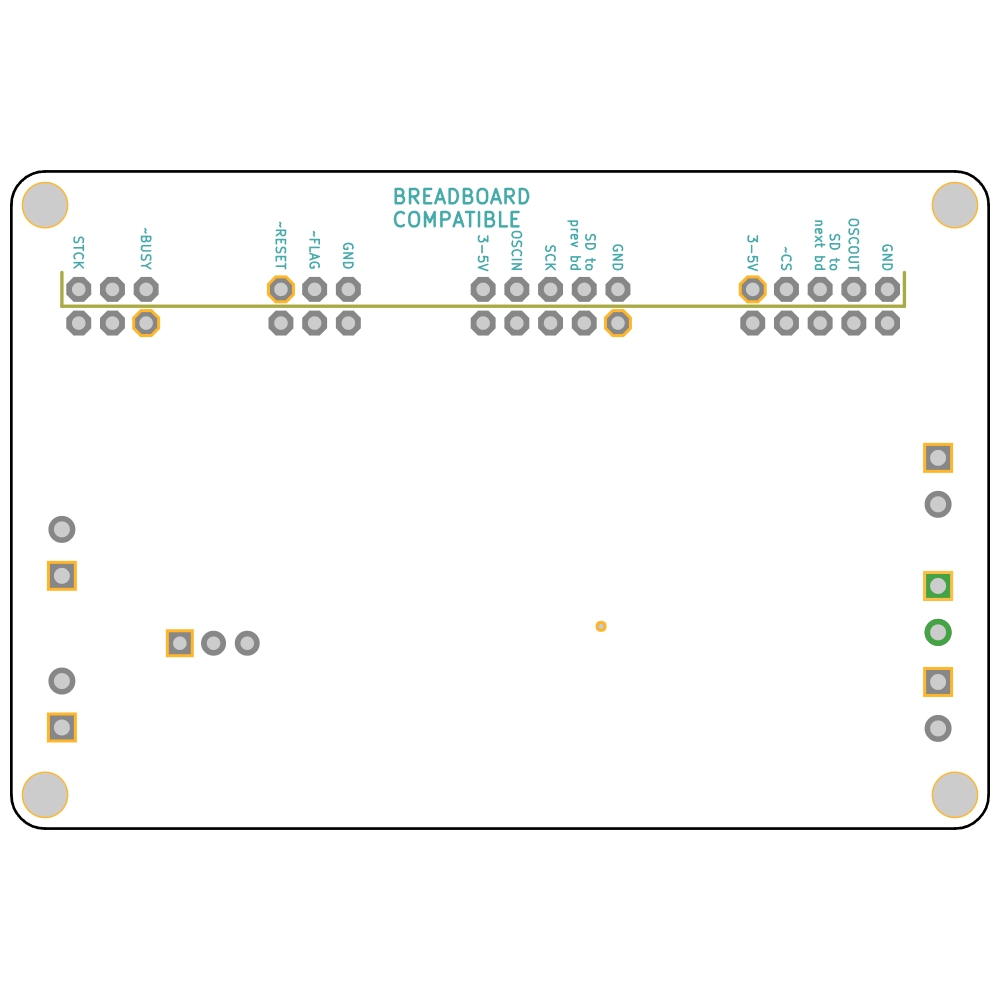 BREADBOARD
COMPATIBLE
STCK
~BUSY
~RESET
~FLAG
GND
3-5V
OSCIN
SCK
SD to
prev bd
GND
3-5V
~CS
SD to
next bd
OSCOUT
GND